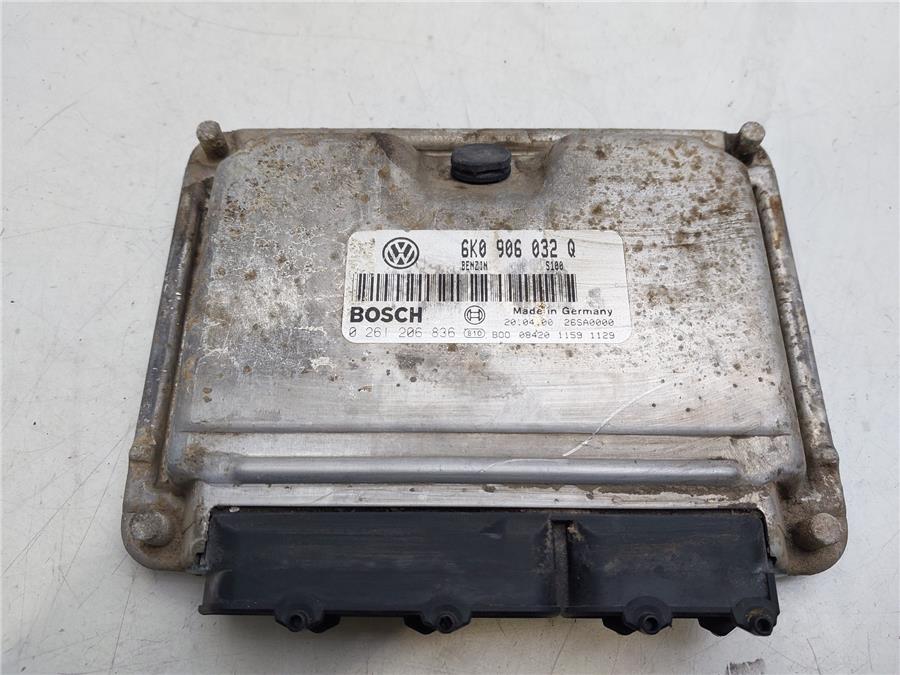 6K0 906 032 Q
BENZIN S100
BOSCH Made in Germany
20.04.00 26SA0000
0 261 206 836 810 B00 08420 1159 1129